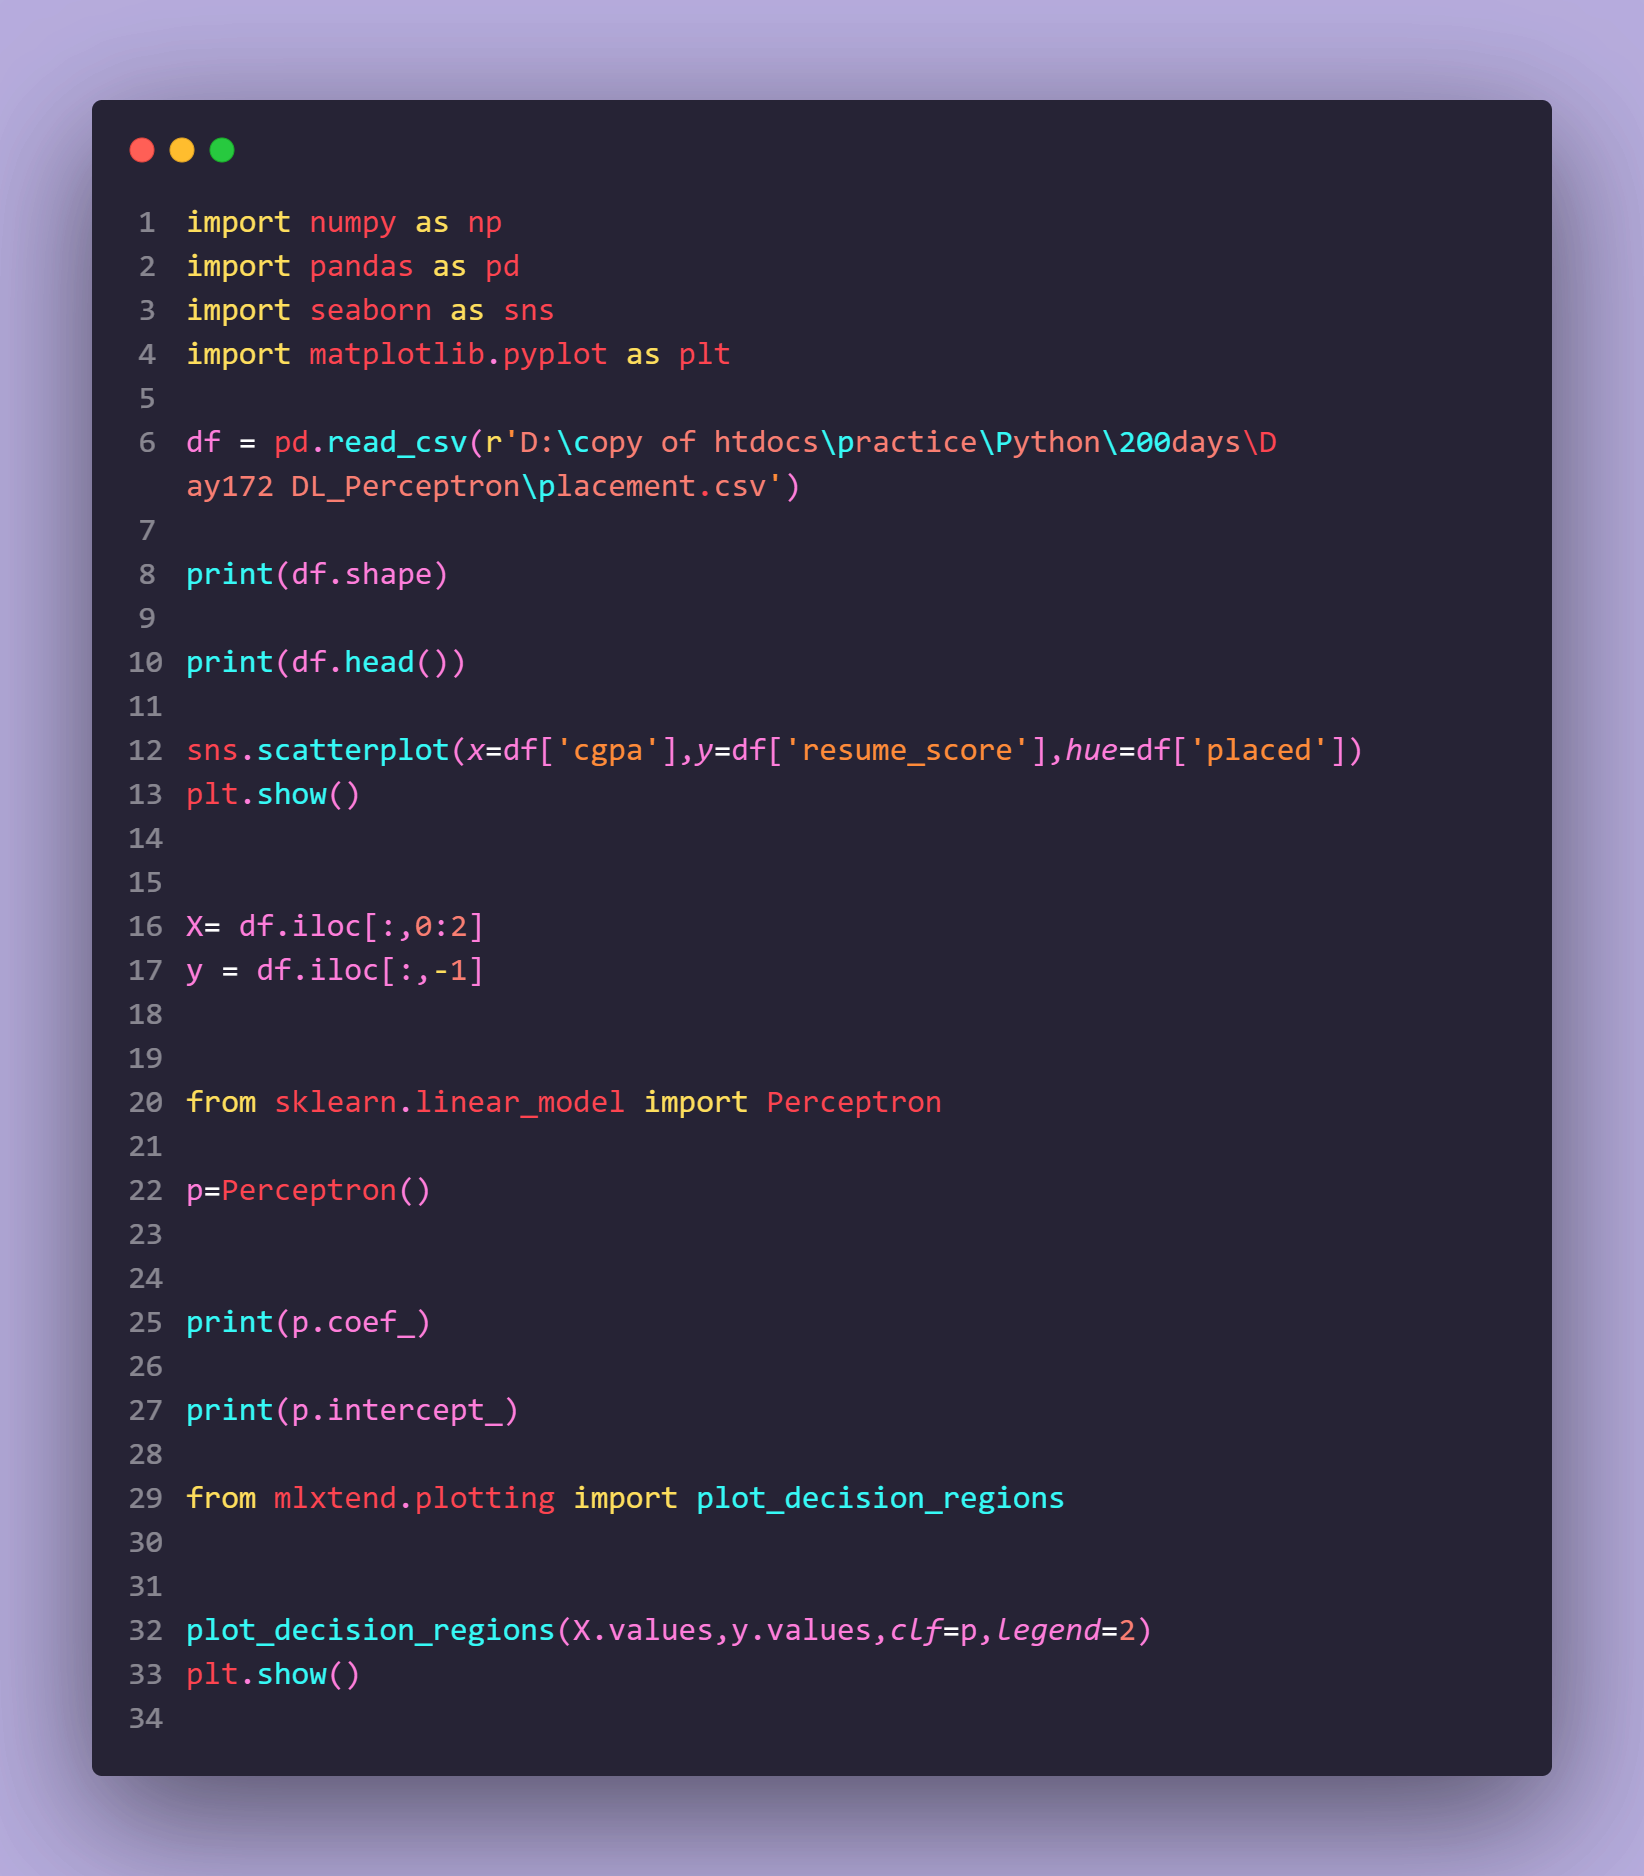 1 import numpy as np
2 import pandas as pd
3 import seaborn as sns
4 import matplotlib.pyplot as plt
5
6 df = pd.read_csv(r'D:\copy of htdocs\practice\Python\200days\D
ay172 DL_Perceptron\placement.csv')
7
8 print(df.shape)
9
10 print(df.head())
11
12 sns.scatterplot(x=df['cgpa'],y=df['resume_score'],hue=df['placed'])
13 plt.show()
14
15
16 X= df.iloc[:,0:2]
17 y = df.iloc[:,-1]
18
19
20 from sklearn.linear_model import Perceptron
21
22 p=Perceptron()
23
24
25 print(p.coef_)
26
27 print(p.intercept_)
28
29 from mlxtend.plotting import plot_decision_regions
30
31
32 plot_decision_regions(X.values,y.values,clf=p,legend=2)
33 plt.show()
34